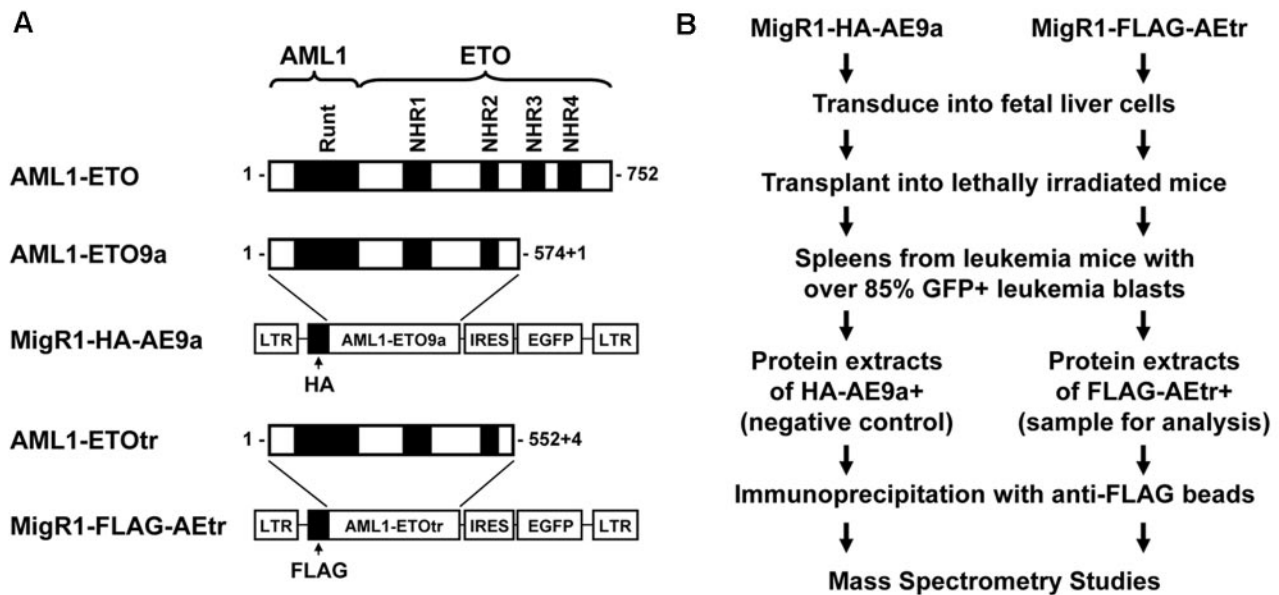 A
AML1 ETO
Runt NHR1 NHR2 NHR3 NHR4
AML1-ETO 1 - - 752
AML1-ETO9a 1 - - 574+1
MigR1-HA-AE9a LTR AML1-ETO9a IRES EGFP LTR
HA
AML1-ETOtr 1 - - 552+4
MigR1-FLAG-AEtr LTR AML1-ETOtr IRES EGFP LTR
FLAG
B
MigR1-HA-AE9a MigR1-FLAG-AEtr
Transduce into fetal liver cells
Transplant into lethally irradiated mice
Spleens from leukemia mice with
over 85% GFP+ leukemia blasts
Protein extracts
of HA-AE9a+
(negative control)
Protein extracts
of FLAG-AEtr+
(sample for analysis)
Immunoprecipitation with anti-FLAG beads
Mass Spectrometry Studies